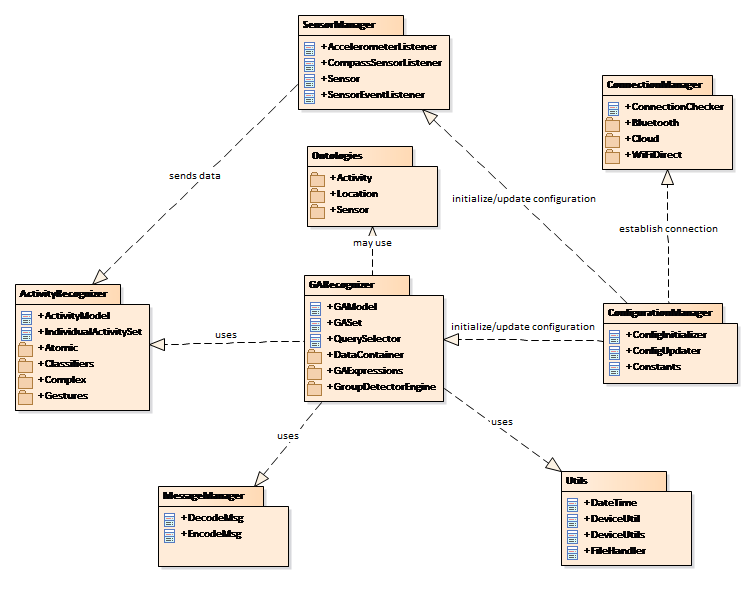 SensorManager
+AccelerometerListener
+CompassSensorListener
+Sensor
+SensorEventListener
ConnectionManager
+ConnectionChecker
+Bluetooth
+Cloud
+WiFiDirect
Ontologies
+Activity
+Location
+Sensor
sends data
initialize/update configuration
establish connection
may use
ActivityRecognizer
+ActivityModel
+IndividualActivitySet
+Atomic
+Classifiers
+Complex
+Gestures
uses
GARecognizer
+GAModel
+GASet
+QuerySelector
+DataContainer
+GAExpressions
+GroupDetectorEngine
initialize/update configuration
ConfigurationManager
+ConfigInitializer
+ConfigUpdater
+Constants
uses
uses
MessageManager
+DecodeMsg
+EncodeMsg
Utils
+DateTime
+DeviceUtil
+DeviceUtils
+FileHandler